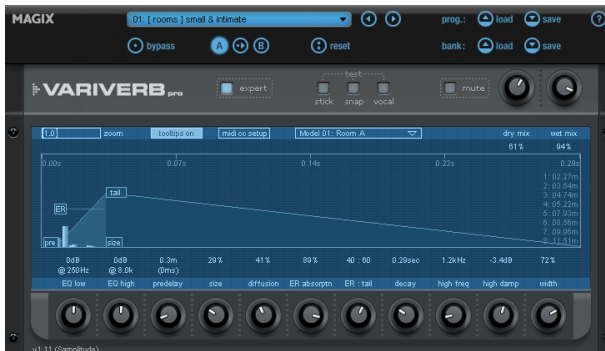 MAGIX
01: [ rooms ] small & intimate
prog.: load save ?
bypass A B reset bank: load save
VARIVERB pro
expert
test
stick snap vocal
mute
[1.0] zoom tooltips on midi cc setup Model 01: Room A dry mix wet mix
61% 94%
0.00s 0.07s 0.14s 0.22s 0.29s
1: 02.27m
2: 03.64m
3: 04.74m
4: 05.22m
5: 07.93m
6: 08.56m
7: 09.95m
8: 11.51m
tail
ER
pre size
0dB 0dB 0.3m 29% 41% 89% 40 : 60 0.29sec 1.2kHz -3.4dB 72%
@ 250Hz @ 8.0k (0ms)
EQ low EQ high predelay size diffusion ER absorptn ER : tail decay high freq high damp width
v1.11 (Samplitude)